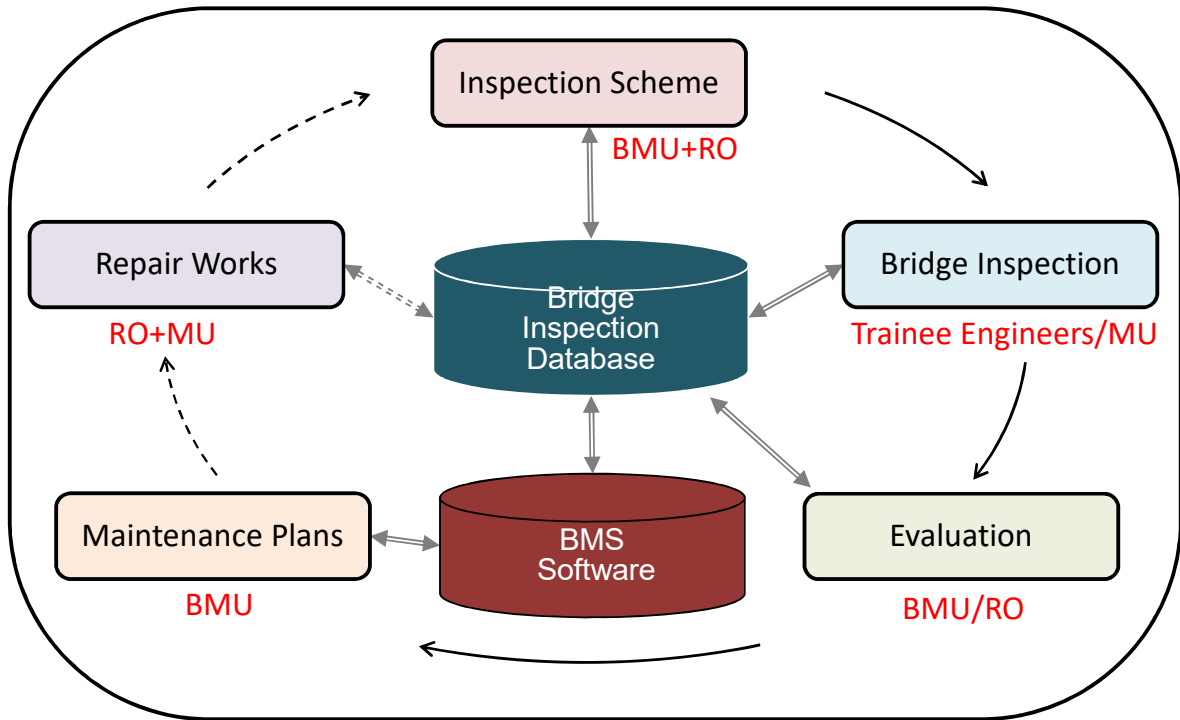 Inspection Scheme
BMU+RO
Repair Works
RO+MU
Bridge
Inspection
Database
Bridge Inspection
Trainee Engineers/MU
Maintenance Plans
BMU
BMS
Software
Evaluation
BMU/RO